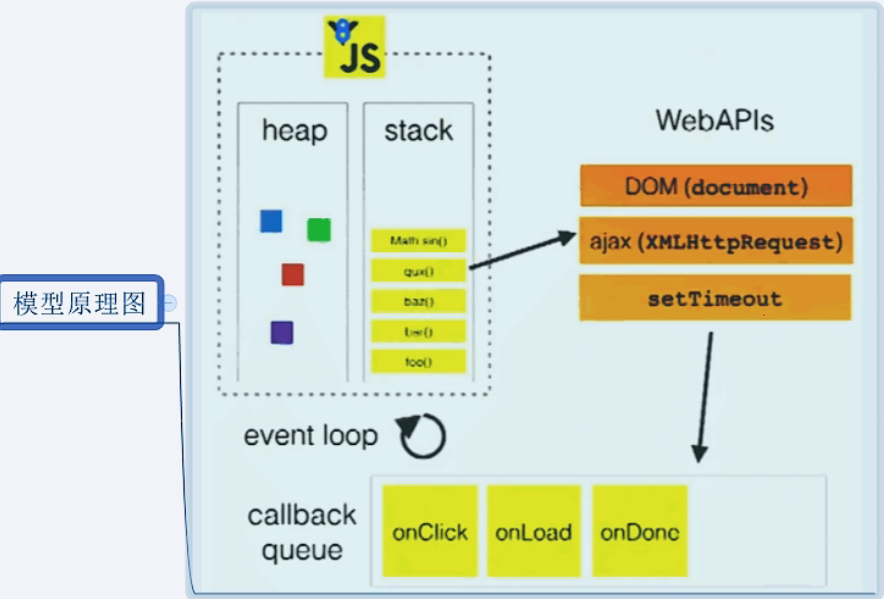 模型原理图
JS
heap
stack
WebAPIs
Math sin()
qux()
baz()
bar()
foo()
DOM (document)
ajax (XMLHttpRequest)
setTimeout
event loop
callback
queue
onClick
onLoad
onDone